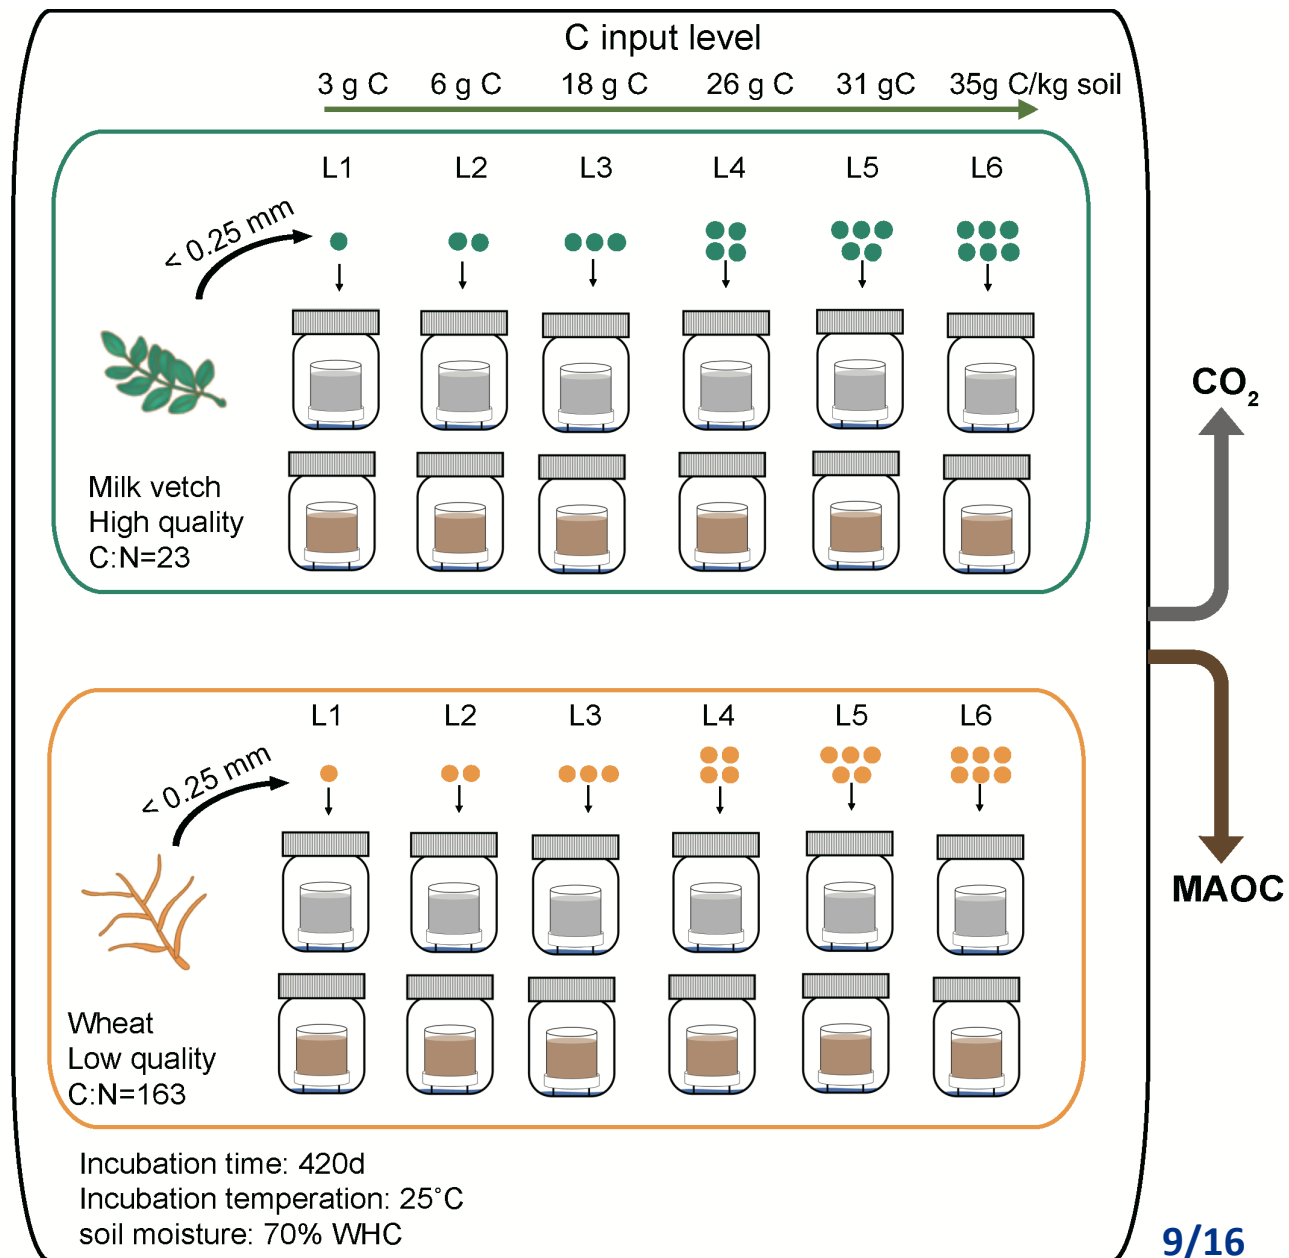 C input level
3 g C 6 g C 18 g C 26 g C 31 gC 35g C/kg soil
L1 L2 L3 L4 L5 L6
< 0.25 mm
Milk vetch
High quality
C:N=23
CO₂
L1 L2 L3 L4 L5 L6
< 0.25 mm
Wheat
Low quality
C:N=163
MAOC
Incubation time: 420d
Incubation temperation: 25°C
soil moisture: 70% WHC
9/16